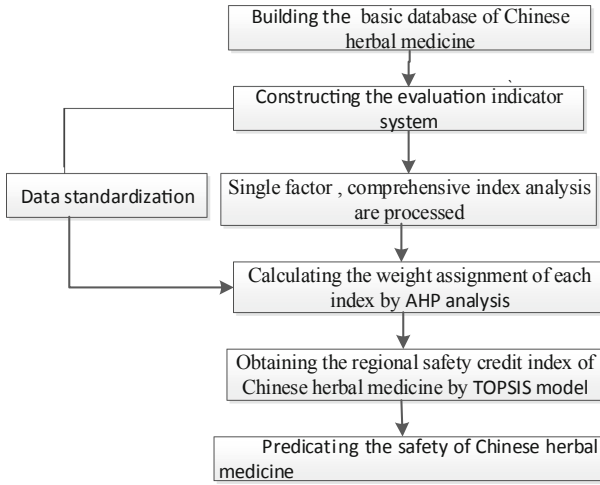 Building the basic database of Chinese
herbal medicine
Constructing the evaluation indicator
system
Data standardization
Single factor , comprehensive index analysis
are processed
Calculating the weight assignment of each
index by AHP analysis
Obtaining the regional safety credit index of
Chinese herbal medicine by TOPSIS model
Predicating the safety of Chinese herbal
medicine